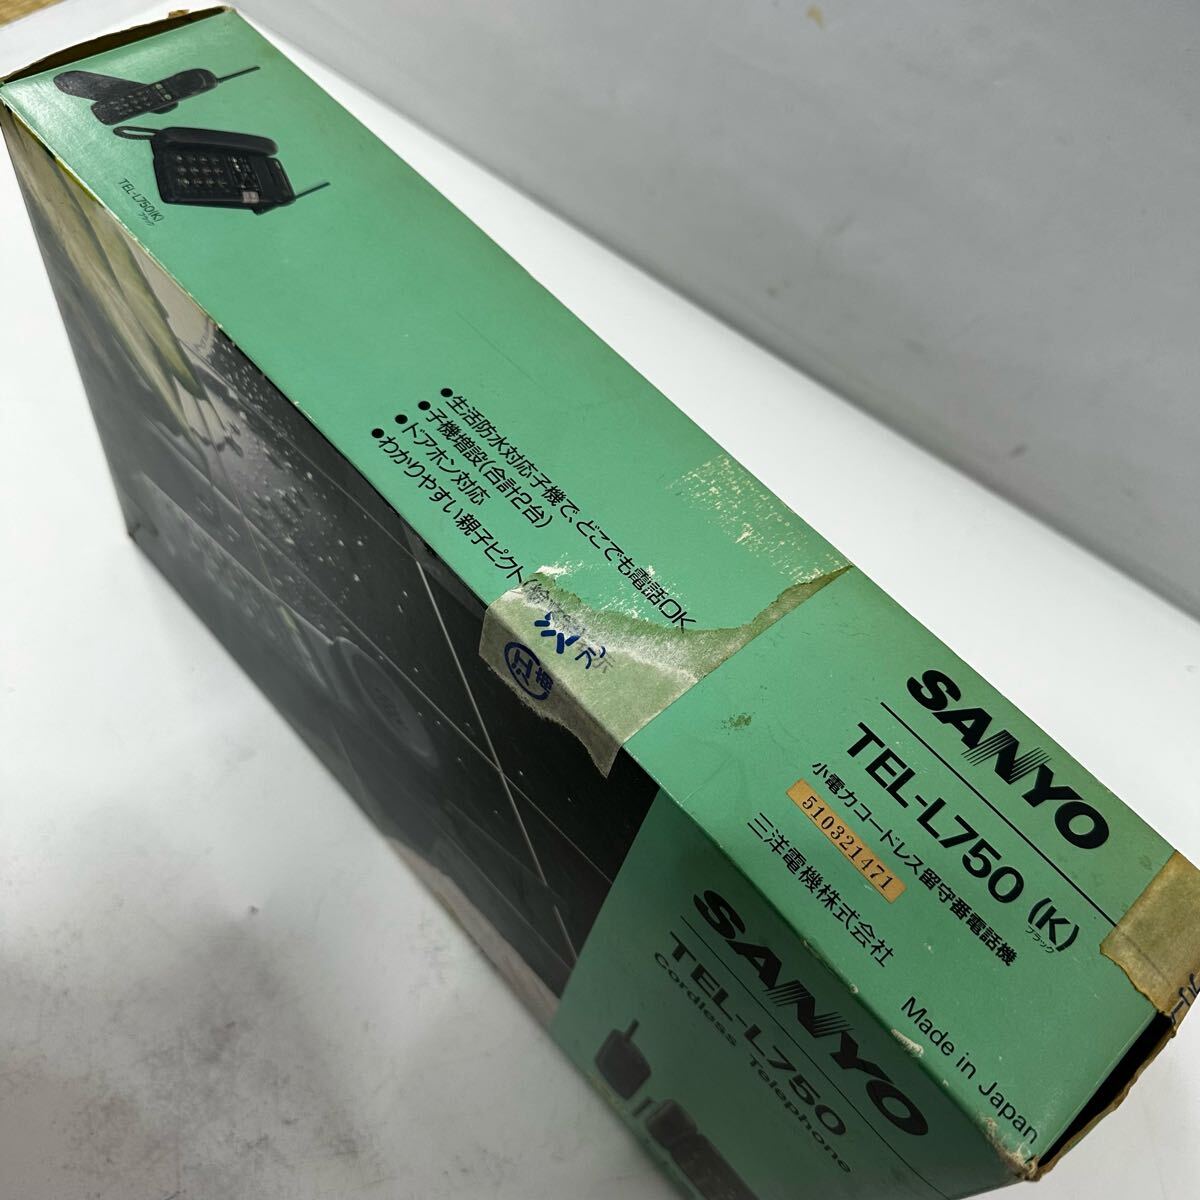 TEL-L750(K)
ブラック
●生活防水対応子機で、どこでも電話OK
●子機増設(合計2台)
●ドアホン対応
●わかりやすい親子ピクト
SANYO
TEL-L750 (K)
ブラック
小電力コードレス留守番電話機
510321471
三洋電機株式会社
Made in Japan
SANYO
TEL-L750
Cordless Telephone